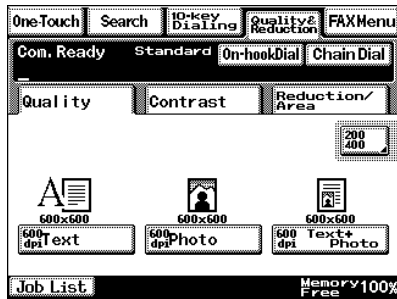 One-Touch Search 10-key Dialing Quality& Reduction FAX Menu
Com. Ready Standard On-hookDial Chain Dial
Quality Contrast Reduction/ Area
200 400
600x600 600x600 600x600
600 dpi Text 600 dpi Photo 600 dpi Text+ Photo
Job List Memory Free 100%